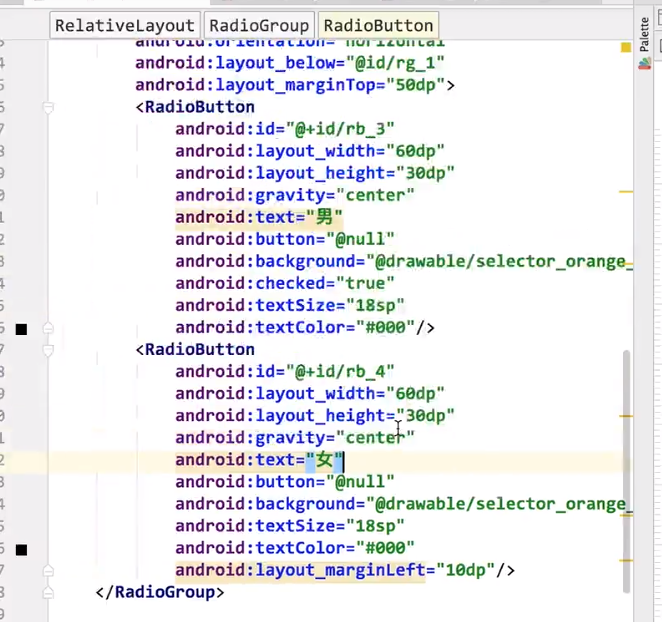 RelativeLayout RadioGroup RadioButton
Palette
android:orientation="horizontal
android:layout_below="@id/rg_1"
android:layout_marginTop="50dp">
<RadioButton
android:id="@+id/rb_3"
android:layout_width="60dp"
android:layout_height="30dp"
android:gravity="center"
android:text="男"
android:button="@null"
android:background="@drawable/selector_orange_
android:checked="true"
android:textSize="18sp"
android:textColor="#000"/>
<RadioButton
android:id="@+id/rb_4"
android:layout_width="60dp"
android:layout_height="30dp"
android:gravity="center"
android:text="女"
android:button="@null"
android:background="@drawable/selector_orange_
android:textSize="18sp"
android:textColor="#000"
android:layout_marginLeft="10dp"/>
</RadioGroup>